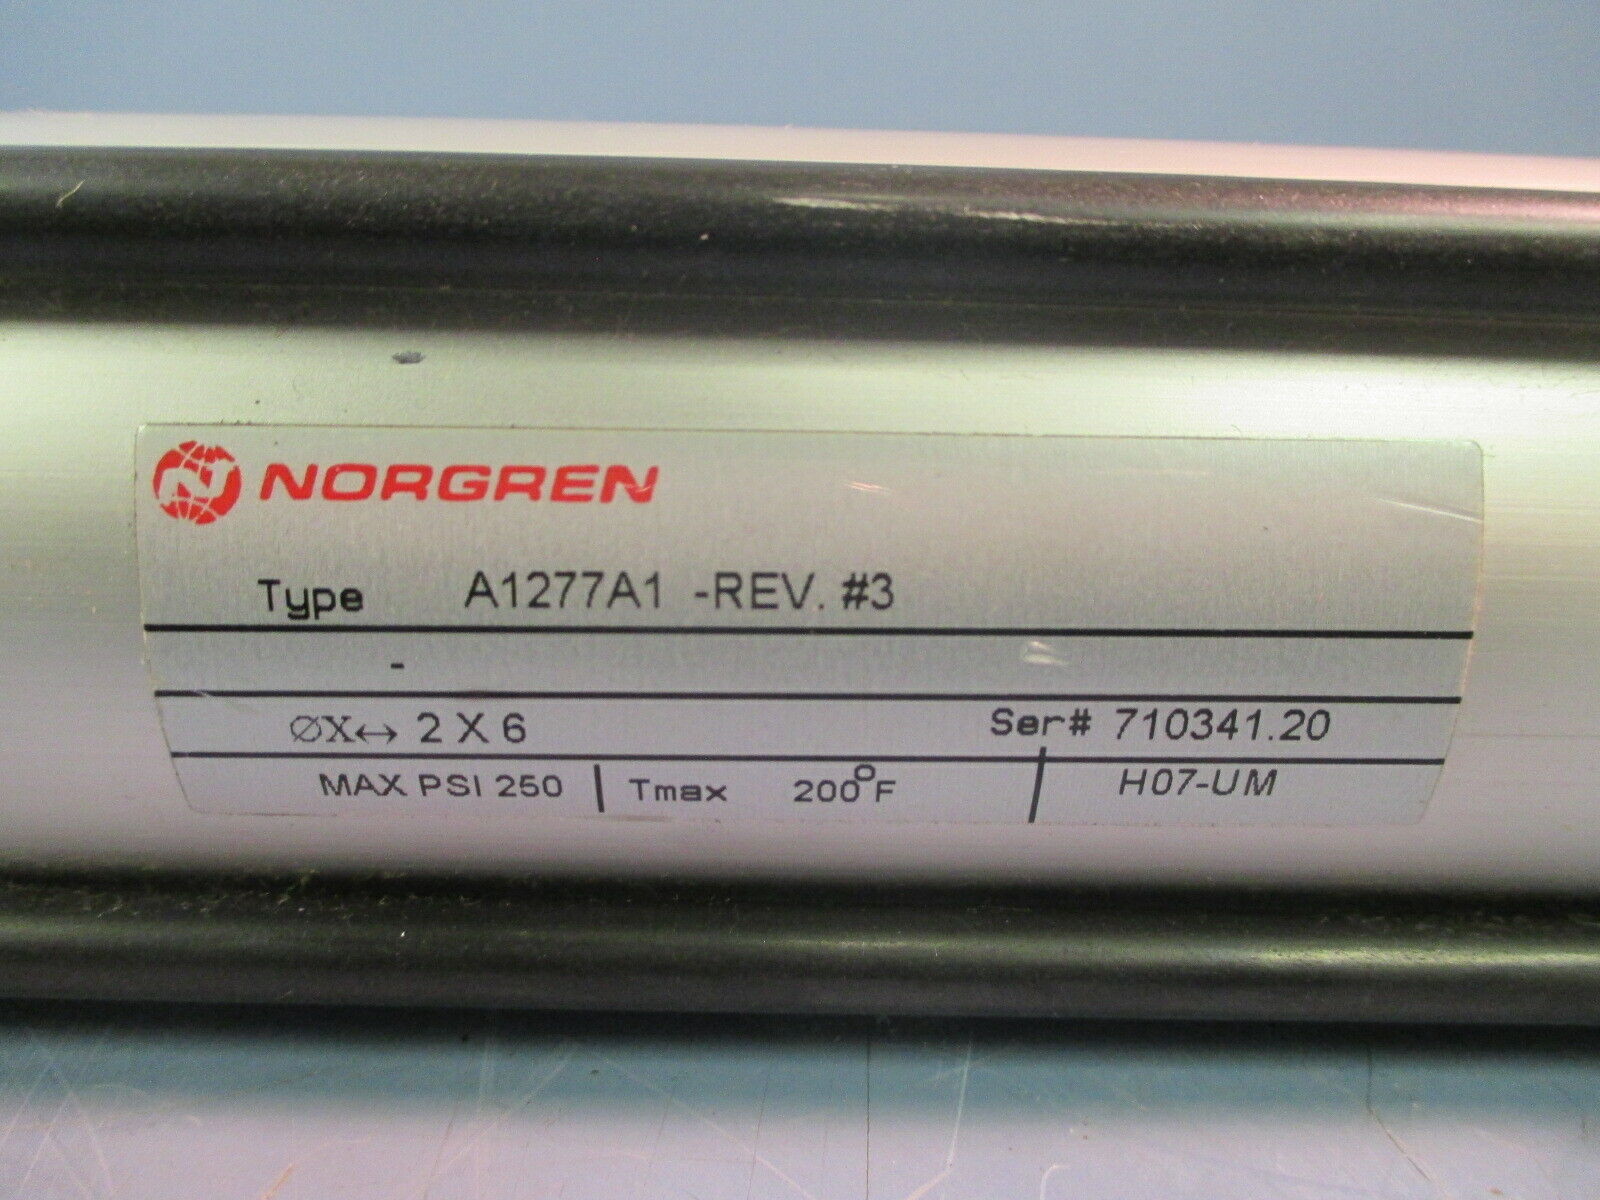 NORGREN
Type A1277A1 -REV. #3
-
ØX↔ 2 X 6 Ser# 710341.20
MAX PSI 250 | Tmax 200°F | H07-UM